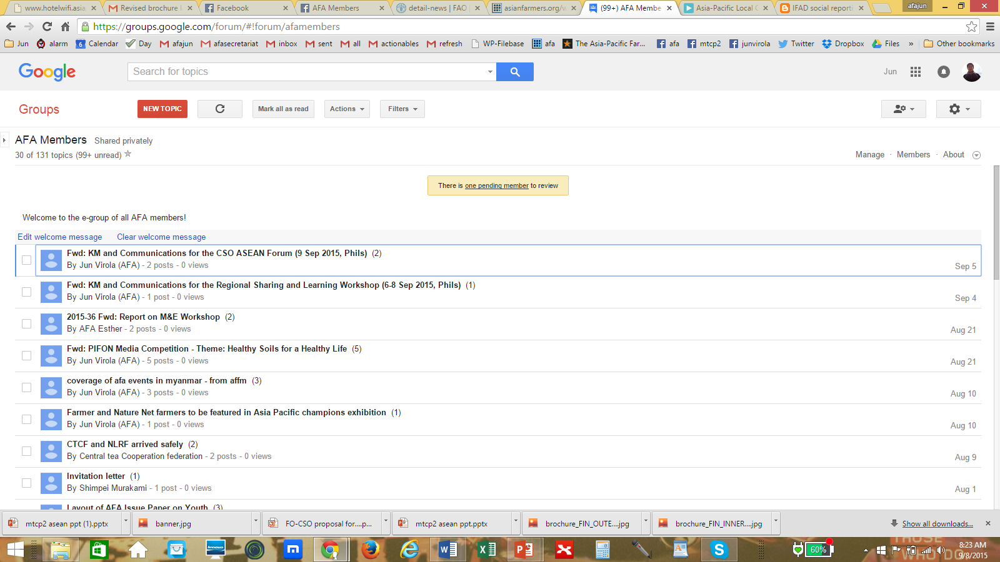 www.hotelwifi.asia
Revised brochure
Facebook
AFA Members
detail-news | FAO
asianfarmers.org/w
(99+) AFA Membe
Asia-Pacific Local
IFAD social report
afajun
https://groups.google.com/forum/#!forum/afamembers
Jun
alarm
6
Calendar
Day
afajun
afasecretariat
inbox
sent
all
actionables
refresh
WP-Filebase
afa
The Asia-Pacific Far...
afa
mtcp2
junvirola
Twitter
Dropbox
Files
»
Other bookmarks
Google
Search for topics
Jun
Groups
NEW TOPIC
Mark all as read
Actions
Filters
AFA Members Shared privately
30 of 131 topics (99+ unread)
Manage · Members · About
There is one pending member to review
Welcome to the e-group of all AFA members!
Edit welcome message Clear welcome message
Fwd: KM and Communications for the CSO ASEAN Forum (9 Sep 2015, Phils) (2)
By Jun Virola (AFA) - 2 posts - 0 views
Sep 5
Fwd: KM and Communications for the Regional Sharing and Learning Workshop (6-8 Sep 2015, Phils) (1)
By Jun Virola (AFA) - 1 post - 0 views
Sep 4
2015-36 Fwd: Report on M&E Workshop (2)
By AFA Esther - 2 posts - 0 views
Aug 21
Fwd: PIFON Media Competition - Theme: Healthy Soils for a Healthy Life (5)
By Jun Virola (AFA) - 5 posts - 0 views
Aug 21
coverage of afa events in myanmar - from affm (3)
By Jun Virola (AFA) - 3 posts - 0 views
Aug 10
Farmer and Nature Net farmers to be featured in Asia Pacific champions exhibition (1)
By Jun Virola (AFA) - 1 post - 0 views
Aug 10
CTCF and NLRF arrived safely (2)
By Central tea Cooperation federation - 2 posts - 0 views
Aug 9
Invitation letter (1)
By Shimpei Murakami - 1 post - 0 views
Aug 1
Layout of AFA Issue Paper on Youth (3)
mtcp2 asean ppt (1).pptx
banner.jpg
FO-CSO proposal for....p...
mtcp2 asean ppt.pptx
brochure_FIN_OUTE....jpg
brochure_FIN_INNER....jpg
Show all downloads...
lenovo
60%
THOSE
WHO DO
8:23 AM
9/8/2015